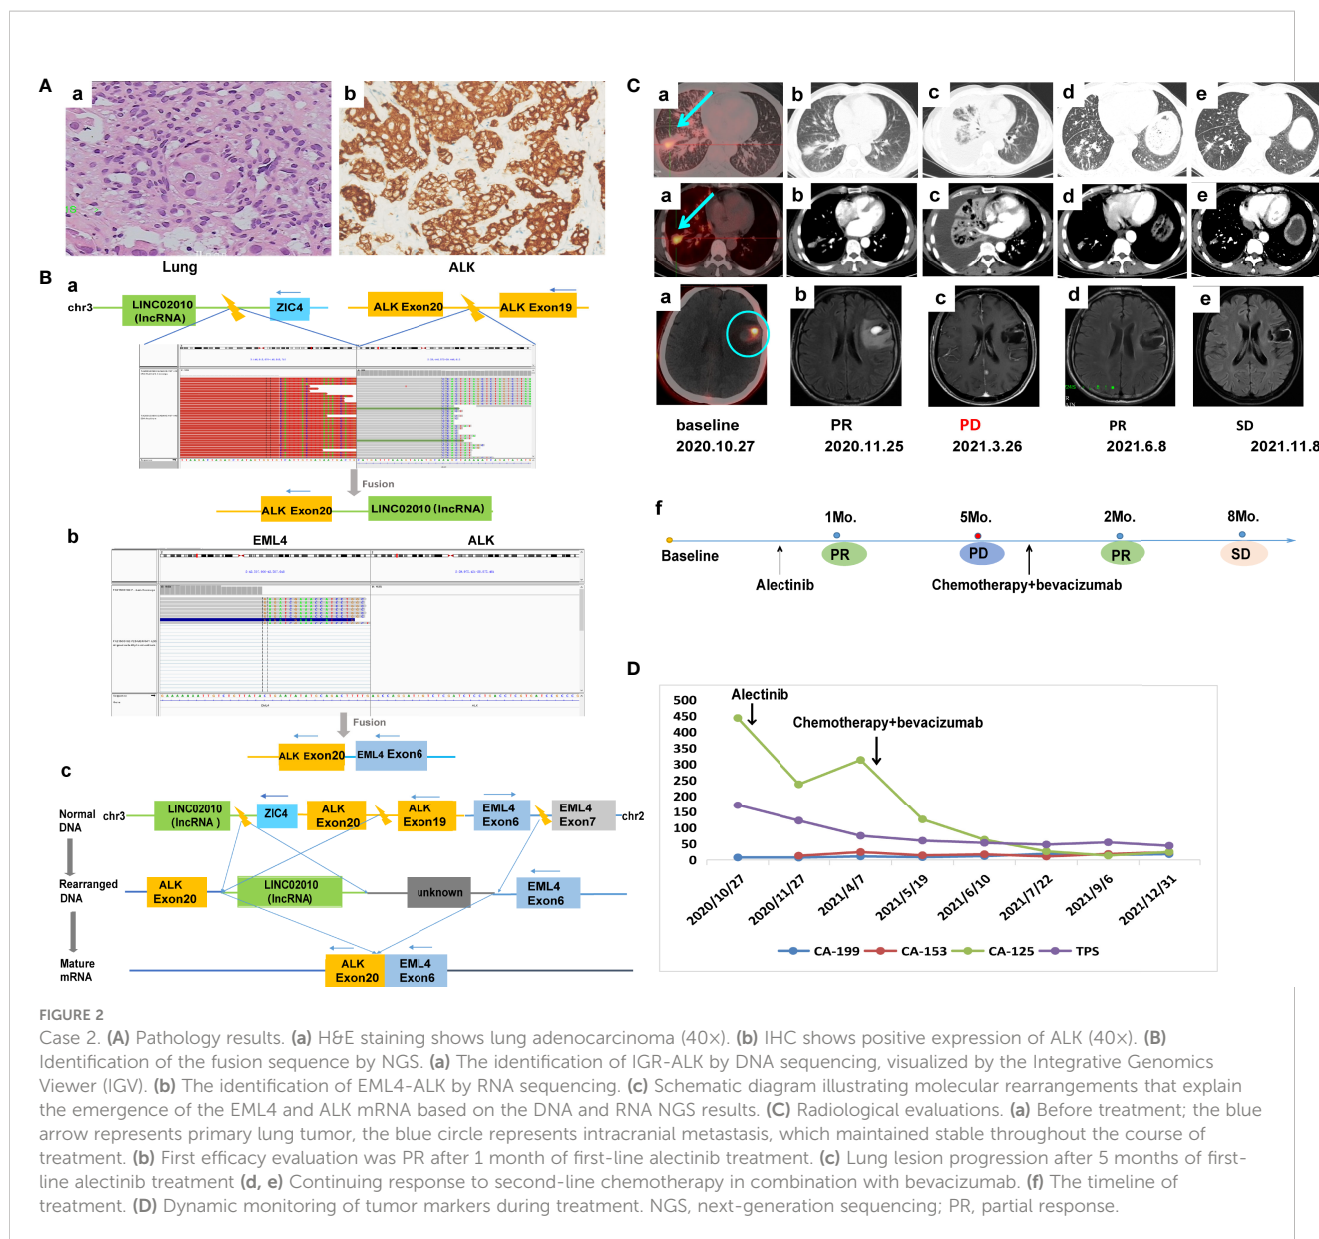 A
a
b
Lung
ALK
B
a
chr3
LINC02010
(lncRNA)
ZIC4
ALK Exon20
ALK Exon19
Fusion
ALK Exon20
LINC02010 (lncRNA)
b
EML4
ALK
Fusion
ALK Exon20
EML4 Exon6
c
Normal
DNA
chr3
LINC02010
(lncRNA )
ZIC4
ALK
Exon20
ALK
Exon19
EML4
Exon6
EML4
Exon7
chr2
Rearranged
DNA
ALK
Exon20
LINC02010
(lncRNA)
unknown
EML4
Exon6
Mature
mRNA
ALK
Exon20
EML4
Exon6
C
a
b
c
d
e
a
b
c
d
e
a
b
c
d
e
baseline
PR
PD
PR
SD
2020.10.27
2020.11.25
2021.3.26
2021.6.8
2021.11.8
f
1Mo.
5Mo.
2Mo.
8Mo.
Baseline
PR
PD
PR
SD
Alectinib
Chemotherapy+bevacizumab
D
500
450
400
350
300
250
200
150
100
50
0
Alectinib
Chemotherapy+bevacizumab
2020/10/27
2020/11/27
2021/4/7
2021/5/19
2021/6/10
2021/7/22
2021/9/6
2021/12/31
CA-199
CA-153
CA-125
TPS
FIGURE 2
Case 2. (A) Pathology results. (a) H&E staining shows lung adenocarcinoma (40×). (b) IHC shows positive expression of ALK (40×). (B)
Identification of the fusion sequence by NGS. (a) The identification of IGR-ALK by DNA sequencing, visualized by the Integrative Genomics
Viewer (IGV). (b) The identification of EML4-ALK by RNA sequencing. (c) Schematic diagram illustrating molecular rearrangements that explain
the emergence of the EML4 and ALK mRNA based on the DNA and RNA NGS results. (C) Radiological evaluations. (a) Before treatment; the blue
arrow represents primary lung tumor, the blue circle represents intracranial metastasis, which maintained stable throughout the course of
treatment. (b) First efficacy evaluation was PR after 1 month of first-line alectinib treatment. (c) Lung lesion progression after 5 months of first-
line alectinib treatment (d, e) Continuing response to second-line chemotherapy in combination with bevacizumab. (f) The timeline of
treatment. (D) Dynamic monitoring of tumor markers during treatment. NGS, next-generation sequencing; PR, partial response.